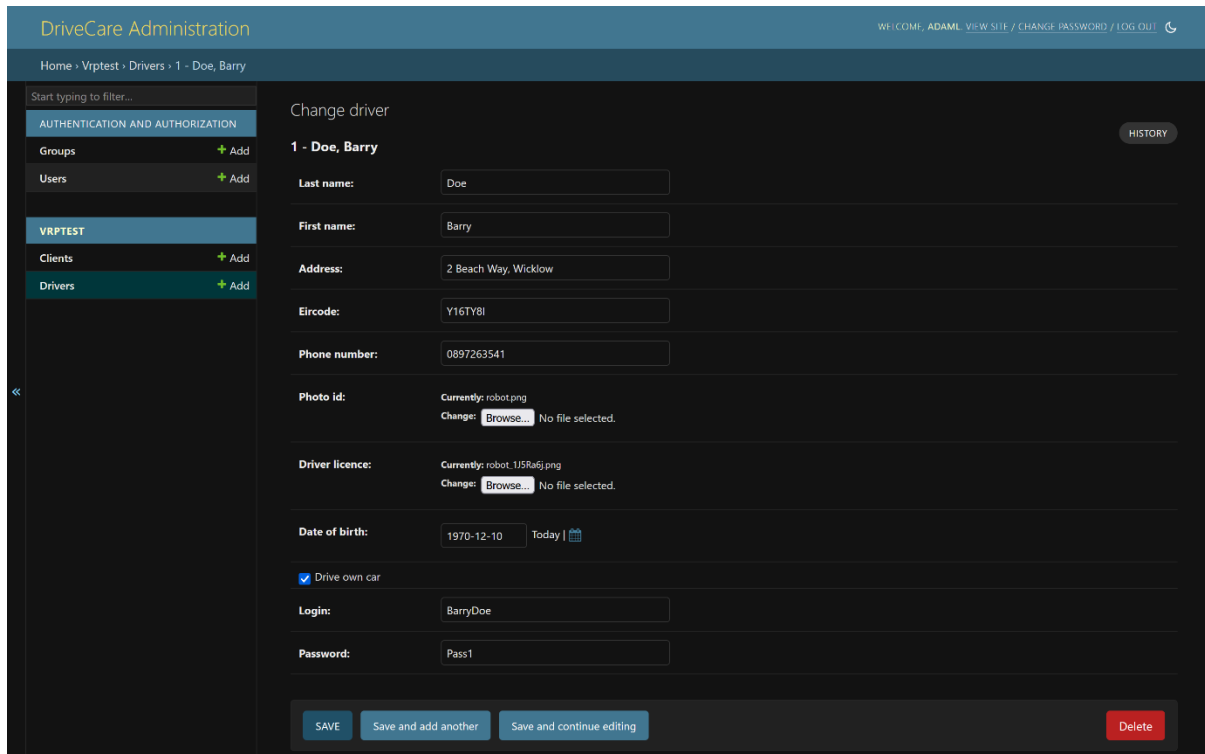 DriveCare Administration
WELCOME, ADAML. VIEW SITE / CHANGE PASSWORD / LOG OUT
Home › Vrptest › Drivers › 1 - Doe, Barry
Start typing to filter...
AUTHENTICATION AND AUTHORIZATION
Groups + Add
Users + Add
VRPTEST
Clients + Add
Drivers + Add
«
Change driver
HISTORY
1 - Doe, Barry
Last name: Doe
First name: Barry
Address: 2 Beach Way, Wicklow
Eircode: Y16TY8I
Phone number: 0897263541
Photo id: Currently: robot.png
Change: Browse... No file selected.
Driver licence: Currently: robot_1J5Ra6j.png
Change: Browse... No file selected.
Date of birth: 1970-12-10 Today |
Drive own car
Login: BarryDoe
Password: Pass1
SAVE Save and add another Save and continue editing Delete